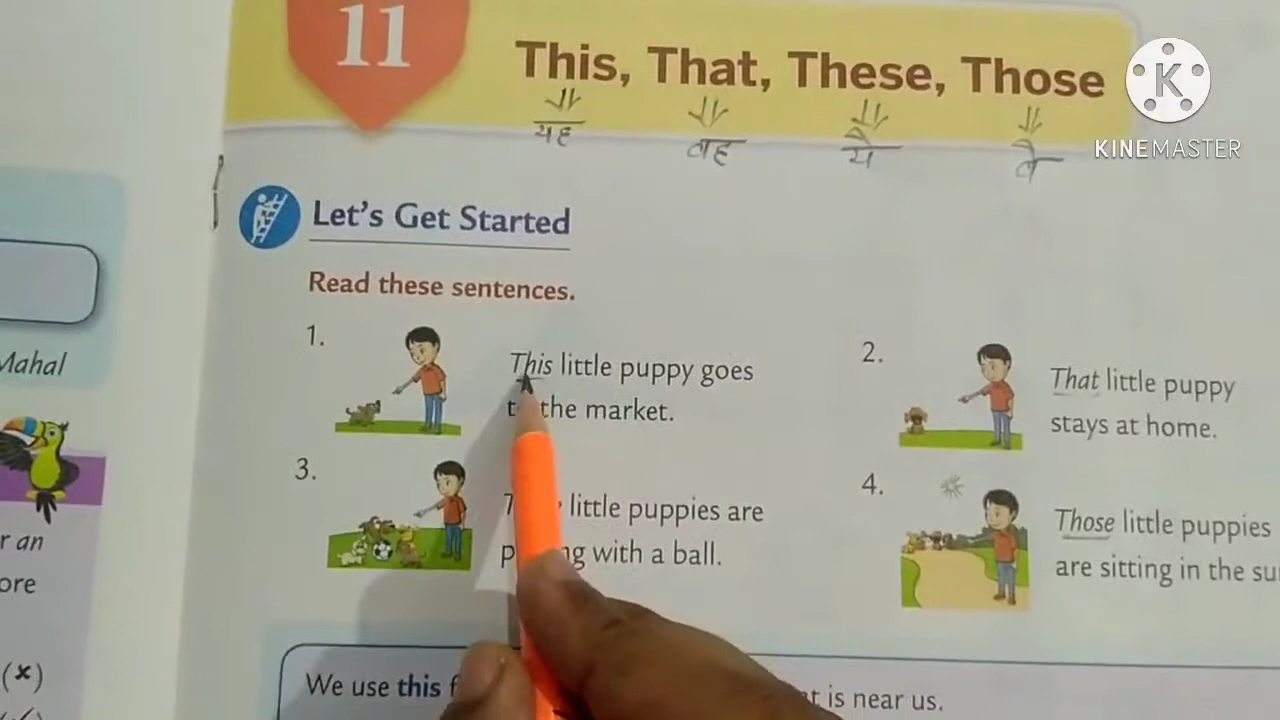 11
This, That, These, Those
यह वह ये वे
KINEMASTER
Let's Get Started
Read these sentences.
1.
This little puppy goes
the market.
2.
That little puppy
stays at home.
3.
little puppies are
with a ball.
4.
Those little puppies
are sitting in the
We use this
is near us.
Mahal
r an
ore
(x)